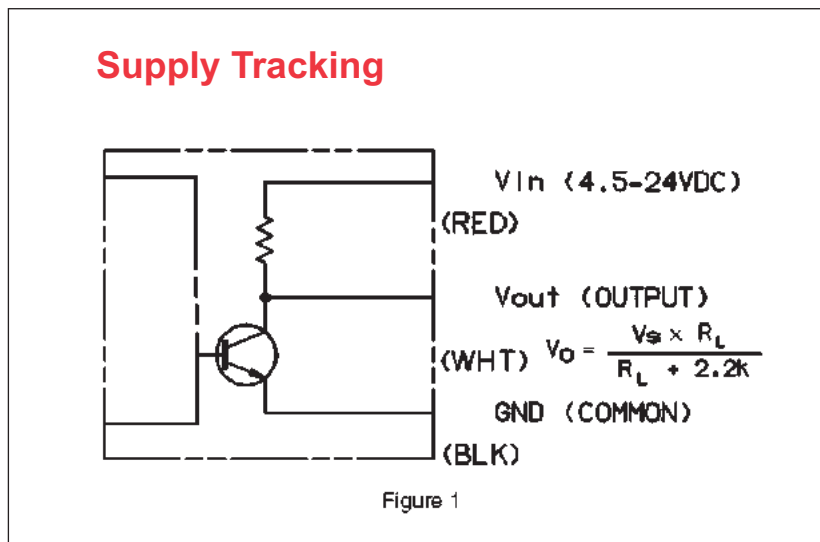 Supply Tracking
VIn (4.5-24VDC)
(RED)
Vout (OUTPUT)
(WHT) Vo = Vs × RL
RL + 2.2k
GND (COMMON)
(BLK)
Figure 1